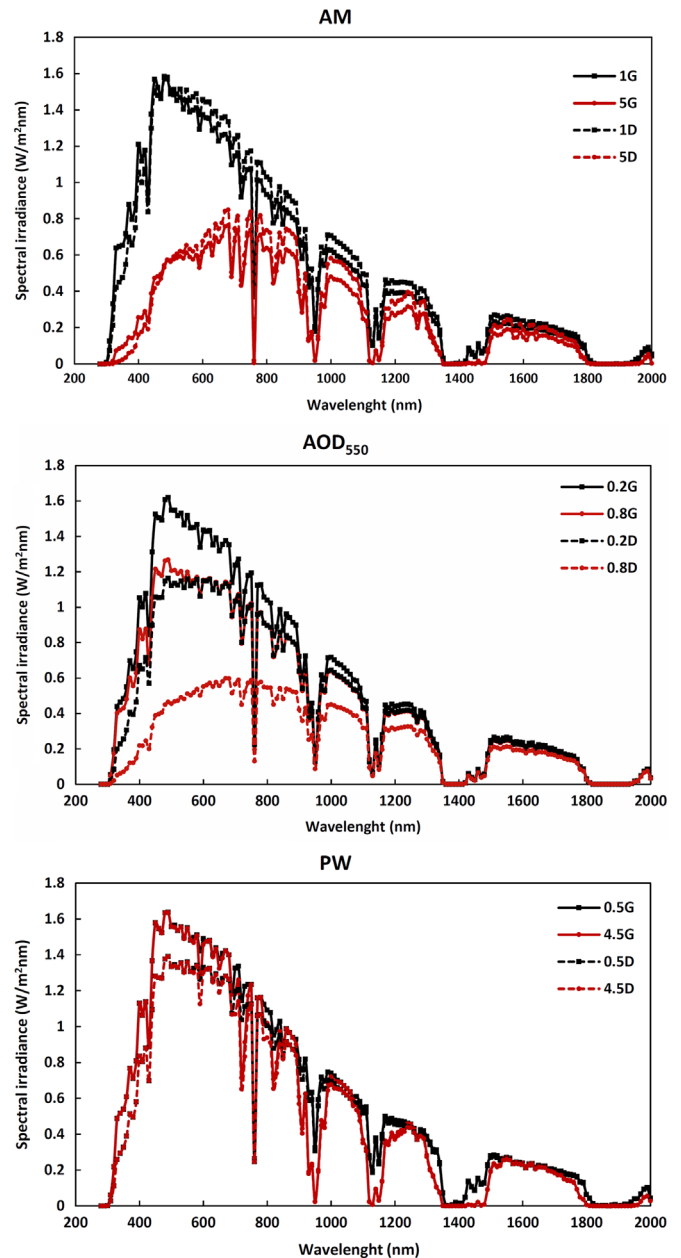 AM
1.8
1.6
1.4
1.2
1
0.8
0.6
0.4
0.2
0
Spectral irradiance (W/m²nm)
1G
5G
1D
5D
200 400 600 800 1000 1200 1400 1600 1800 2000
Wavelenght (nm)
AOD₅₅₀
1.8
1.6
1.4
1.2
1
0.8
0.6
0.4
0.2
0
Spectral irradiance (W/m²nm)
0.2G
0.8G
0.2D
0.8D
200 400 600 800 1000 1200 1400 1600 1800 2000
Wavelenght (nm)
PW
1.8
1.6
1.4
1.2
1
0.8
0.6
0.4
0.2
0
Spectral irradiance (W/m²nm)
0.5G
4.5G
0.5D
4.5D
200 400 600 800 1000 1200 1400 1600 1800 2000
Wavelenght (nm)